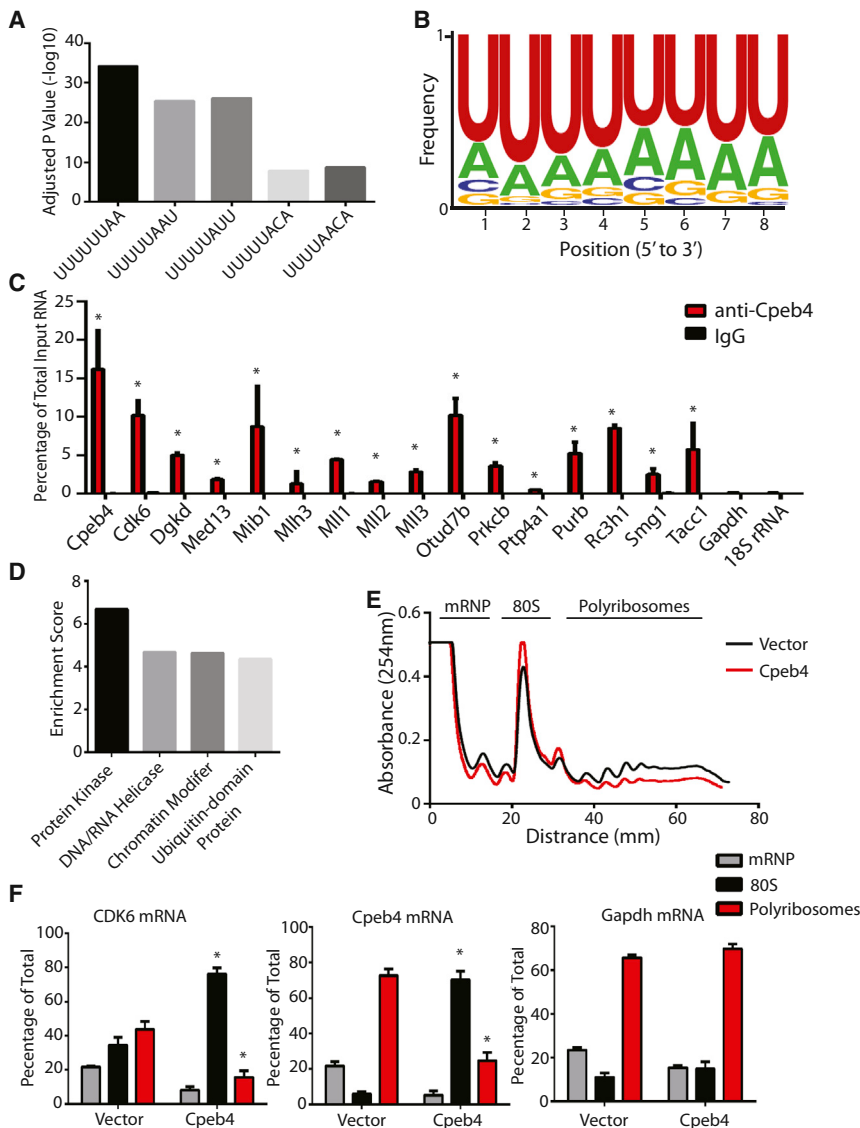 A
Adjusted P Value (-log10)
40
30
20
10
0
UUUUUUAA
UUUUUAAU
UUUUUAUU
UUUUUACA
UUUUAACA
B
Frequency
1
0
1 2 3 4 5 6 7 8
Position (5' to 3')
C
Percentage of Total Input RNA
25
20
15
10
5
0
anti-Cpeb4
IgG
* * * * * * * * * * * * * * * *
Cpeb4
Cdk6
Dgkd
Med13
Mib1
Mlh3
Mll1
Mll2
Mll3
Otud7b
Prkcb
Ptp4a1
Purb
Rc3h1
Smg1
Tacc1
Gapdh
18S rRNA
D
Enrichment Score
8
6
4
2
0
Protein Kinase
DNA/RNA Helicase
Chromatin Modifer
Ubiquitin-domain
Protein
E
Absorbance (254nm)
0.6
0.4
0.2
0
mRNP 80S Polyribosomes
Vector
Cpeb4
0 20 40 60 80
Distrance (mm)
mRNP
80S
Polyribosomes
F
CDK6 mRNA
Pecentage of Total
100
80
60
40
20
0
* *
Vector Cpeb4
Cpeb4 mRNA
Pecentage of Total
100
80
60
40
20
0
* *
Vector Cpeb4
Gapdh mRNA
Pecentage of Total
80
60
40
20
0
Vector Cpeb4